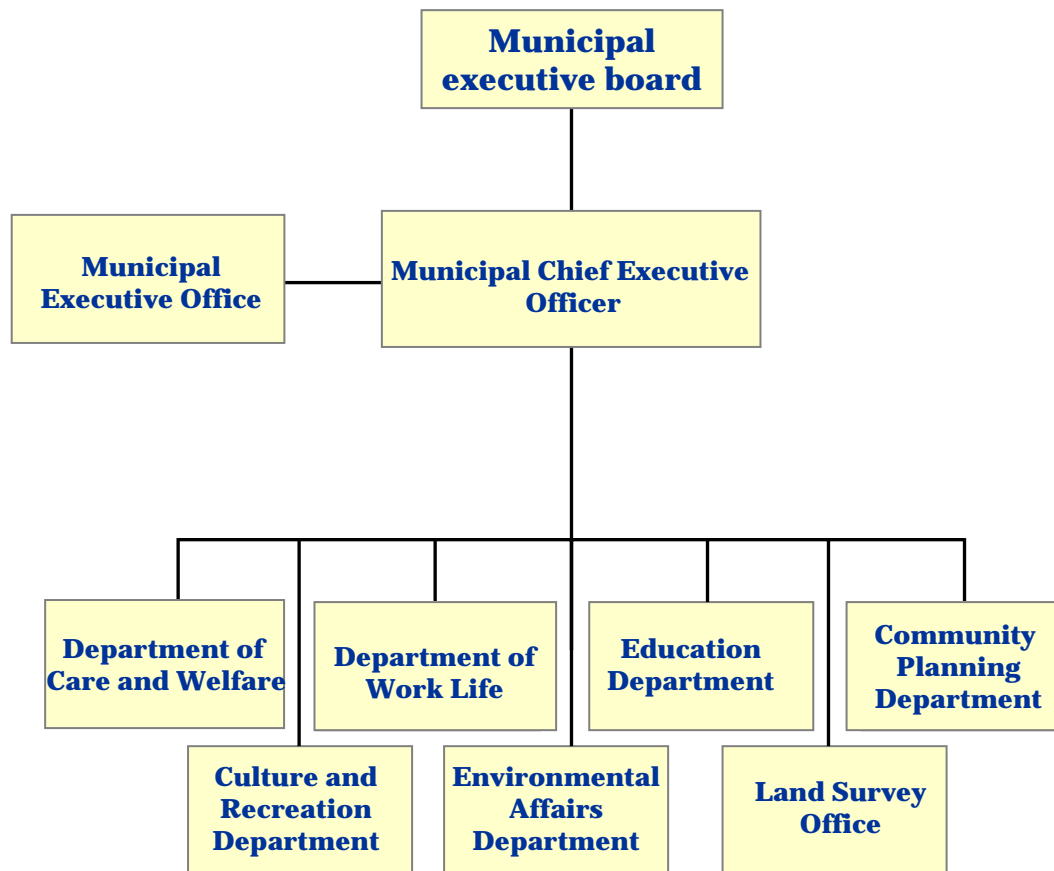 Municipal
executive board
Municipal
Executive Office
Municipal Chief Executive
Officer
Department of
Care and Welfare
Department of
Work Life
Education
Department
Community
Planning
Department
Culture and
Recreation
Department
Environmental
Affairs
Department
Land Survey
Office